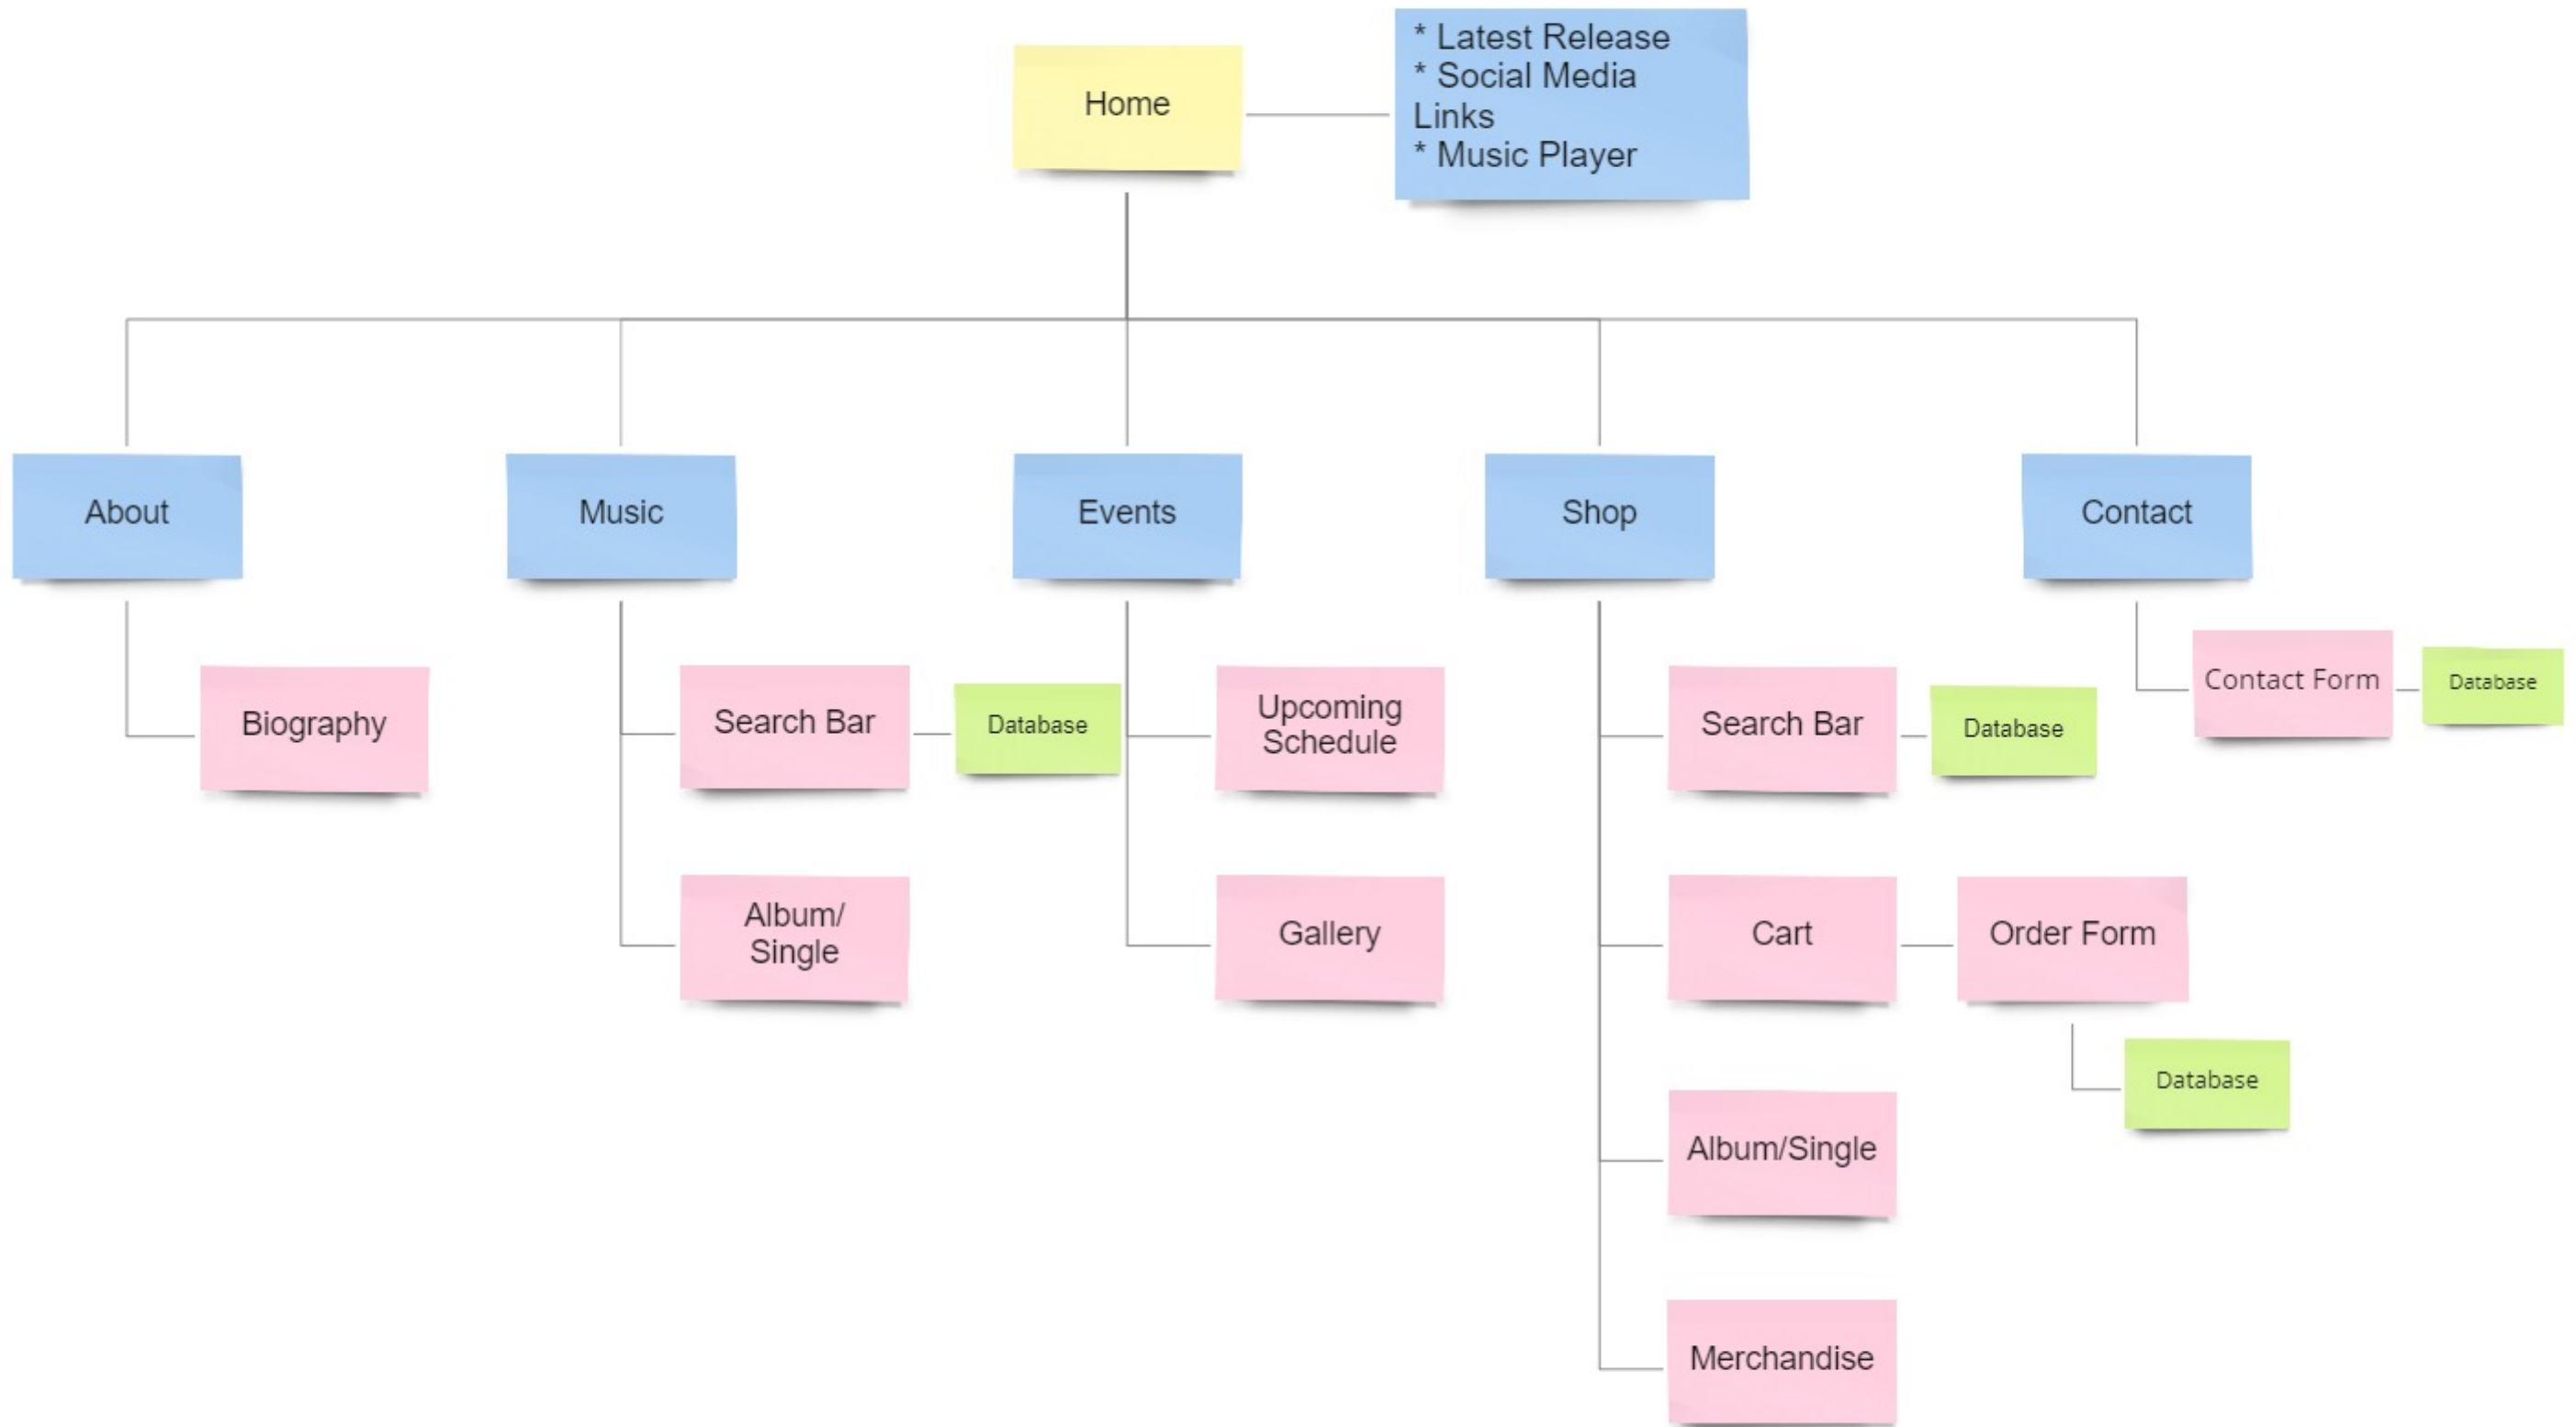 Home
* Latest Release
* Social Media
Links
* Music Player
About
Music
Events
Shop
Contact
Biography
Search Bar
Database
Upcoming
Schedule
Search Bar
Database
Contact Form
Database
Album/
Single
Gallery
Cart
Order Form
Database
Album/Single
Merchandise